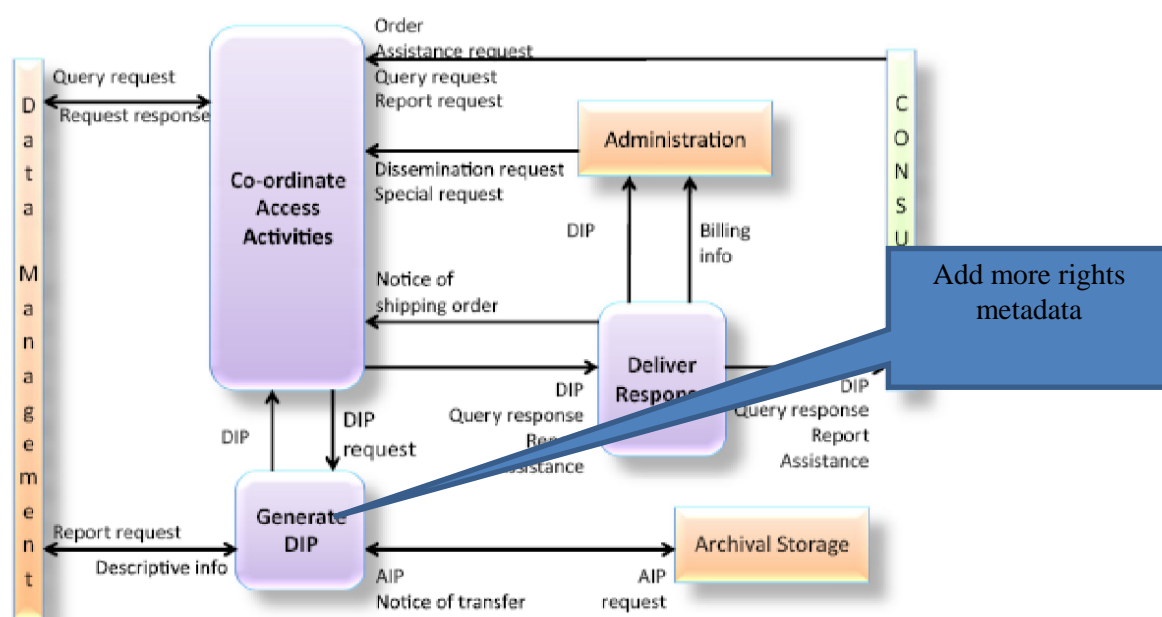 Order
Assistance request
Query request
Report request
Query request
Request response
Data Management
Co-ordinate
Access
Activities
Administration
CONSU
Dissemination request
Special request
DIP
Billing
info
Add more rights
metadata
Notice of
shipping order
Deliver
DIP
Query response
DIP
Query response
Report
Assistance
DIP
DIP
request
Generate
DIP
Report request
Descriptive info
Archival Storage
AIP
Notice of transfer
AIP
request